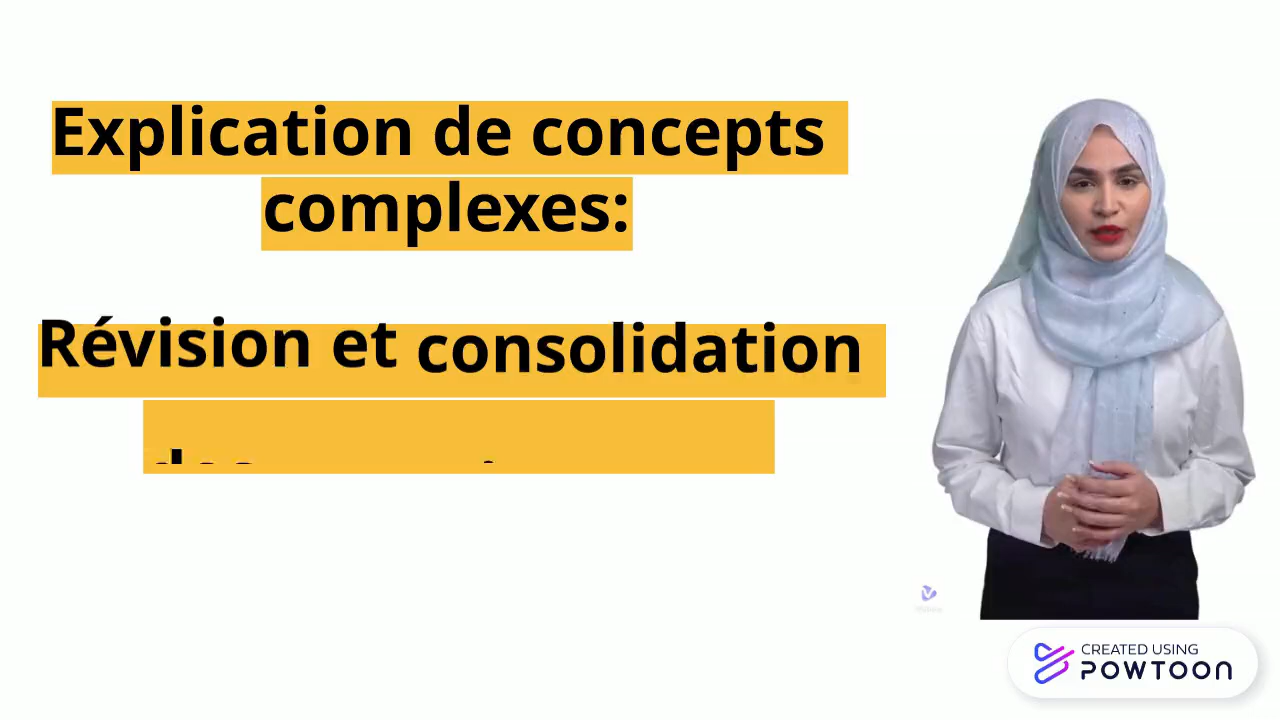 Explication de concepts
complexes:
Révision et consolidation
CREATED USING
POWTOON